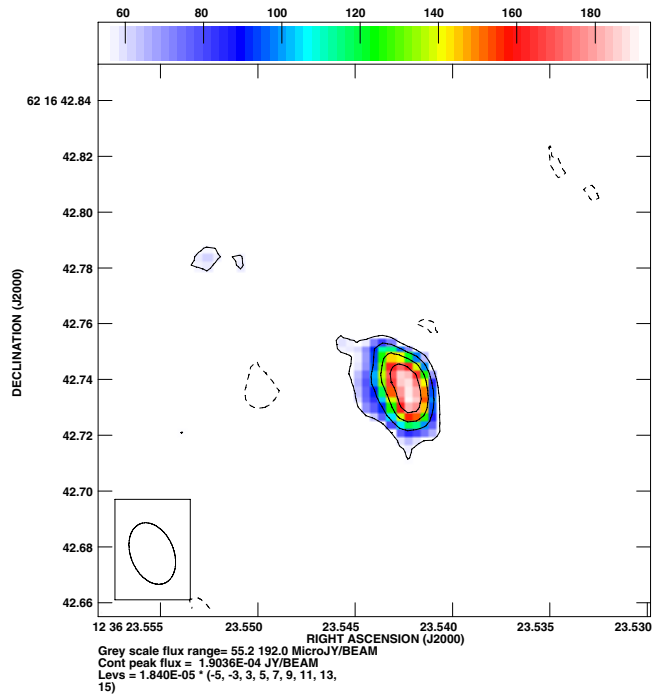 60 80 100 120 140 160 180
62 16 42.84
42.82
42.80
42.78
42.76
42.74
42.72
42.70
42.68
42.66
DECLINATION (J2000)
12 36 23.555 23.550 23.545 23.540 23.535 23.530
RIGHT ASCENSION (J2000)
Grey scale flux range= 55.2 192.0 MicroJY/BEAM
Cont peak flux = 1.9036E-04 JY/BEAM
Levs = 1.840E-05 * (-5, -3, 3, 5, 7, 9, 11, 13,
15)